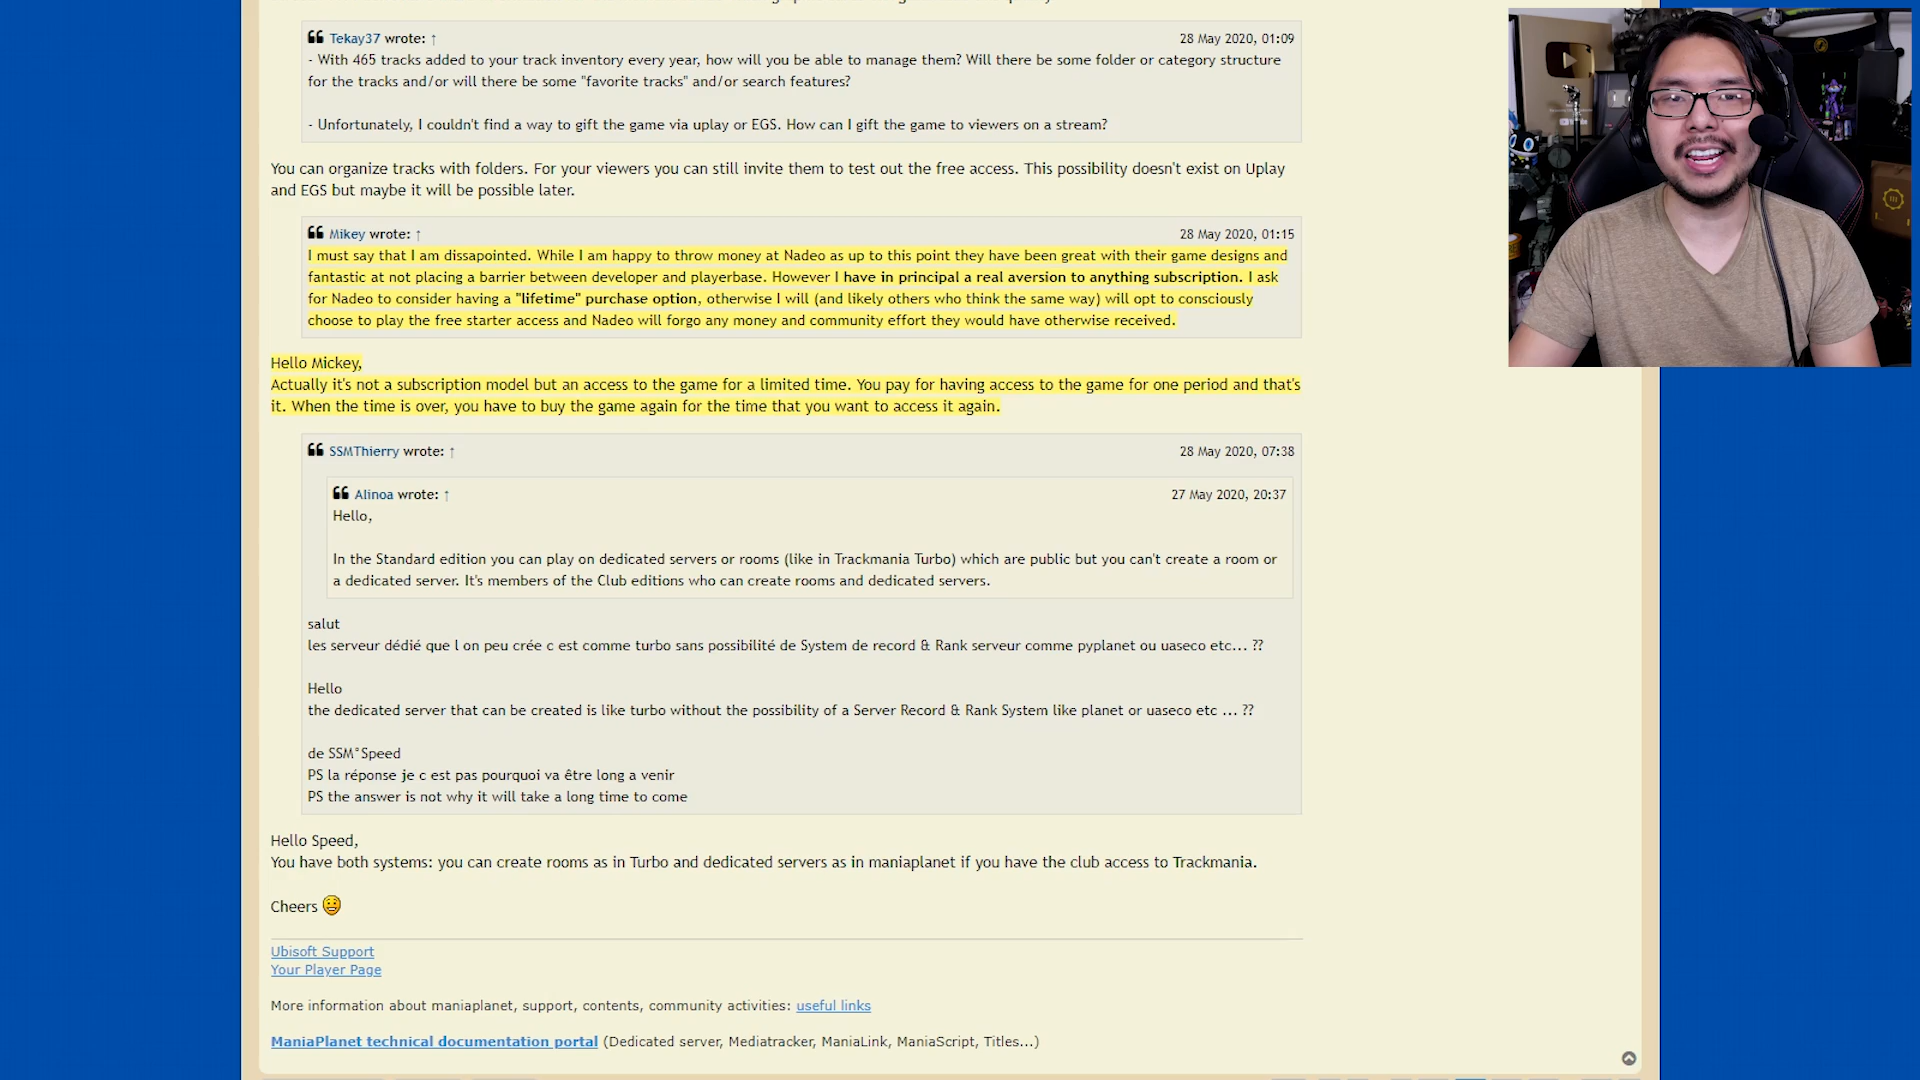 Tekay37 wrote: ↑ 28 May 2020, 01:09
- With 465 tracks added to your track inventory every year, how will you be able to manage them? Will there be some folder or category structure
for the tracks and/or will there be some "favorite tracks" and/or search features?
- Unfortunately, I couldn't find a way to gift the game via uplay or EGS. How can I gift the game to viewers on a stream?
You can organize tracks with folders. For your viewers you can still invite them to test out the free access. This possibility doesn't exist on Uplay
and EGS but maybe it will be possible later.
Mikey wrote: ↑ 28 May 2020, 01:15
I must say that I am dissapointed. While I am happy to throw money at Nadeo as up to this point they have been great with their game designs and
fantastic at not placing a barrier between developer and playerbase. However I have in principal a real aversion to anything subscription. I ask
for Nadeo to consider having a "lifetime" purchase option, otherwise I will (and likely others who think the same way) will opt to consciously
choose to play the free starter access and Nadeo will forgo any money and community effort they would have otherwise received.
Hello Mickey,
Actually it's not a subscription model but an access to the game for a limited time. You pay for having access to the game for one period and that's
it. When the time is over, you have to buy the game again for the time that you want to access it again.
SSMThierry wrote: ↑ 28 May 2020, 07:38
Alinoa wrote: ↑ 27 May 2020, 20:37
Hello,
In the Standard edition you can play on dedicated servers or rooms (like in Trackmania Turbo) which are public but you can't create a room or
a dedicated server. It's members of the Club editions who can create rooms and dedicated servers.
salut
les serveur dédié que l on peu crée c est comme turbo sans possibilité de System de record & Rank serveur comme pyplanet ou uaseco etc... ??
Hello
the dedicated server that can be created is like turbo without the possibility of a Server Record & Rank System like planet or uaseco etc ... ??
de SSM°Speed
PS la réponse je c est pas pourquoi va être long a venir
PS the answer is not why it will take a long time to come
Hello Speed,
You have both systems: you can create rooms as in Turbo and dedicated servers as in maniaplanet if you have the club access to Trackmania.
Cheers
Ubisoft Support
Your Player Page
More information about maniaplanet, support, contents, community activities: useful links
ManiaPlanet technical documentation portal (Dedicated server, Mediatracker, ManiaLink, ManiaScript, Titles...)